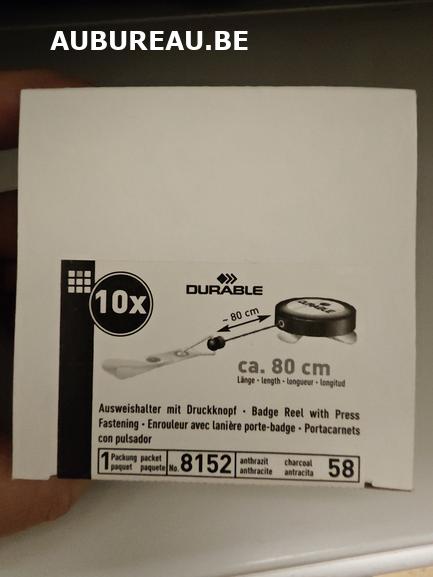 AUBUREAU.BE
10x
DURABLE
~ 80 cm
DURABLE
ca. 80 cm
Länge · length · longueur · longitud
Ausweishalter mit Druckknopf · Badge Reel with Press
Fastening · Enrouleur avec lanière porte-badge · Portacarnets
con pulsador
1 Packung packet
paquet paquete
No. 8152
anthrazit charcoal
anthracite antracita
58